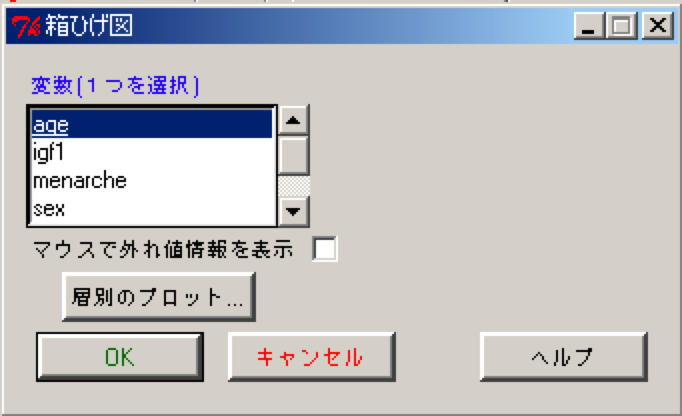 箱ひげ図
変数(1 つを選択)
age
igf1
menarche
sex
マウスで外れ値情報を表示
層別のプロット...
OK
キャンセル
ヘルプ